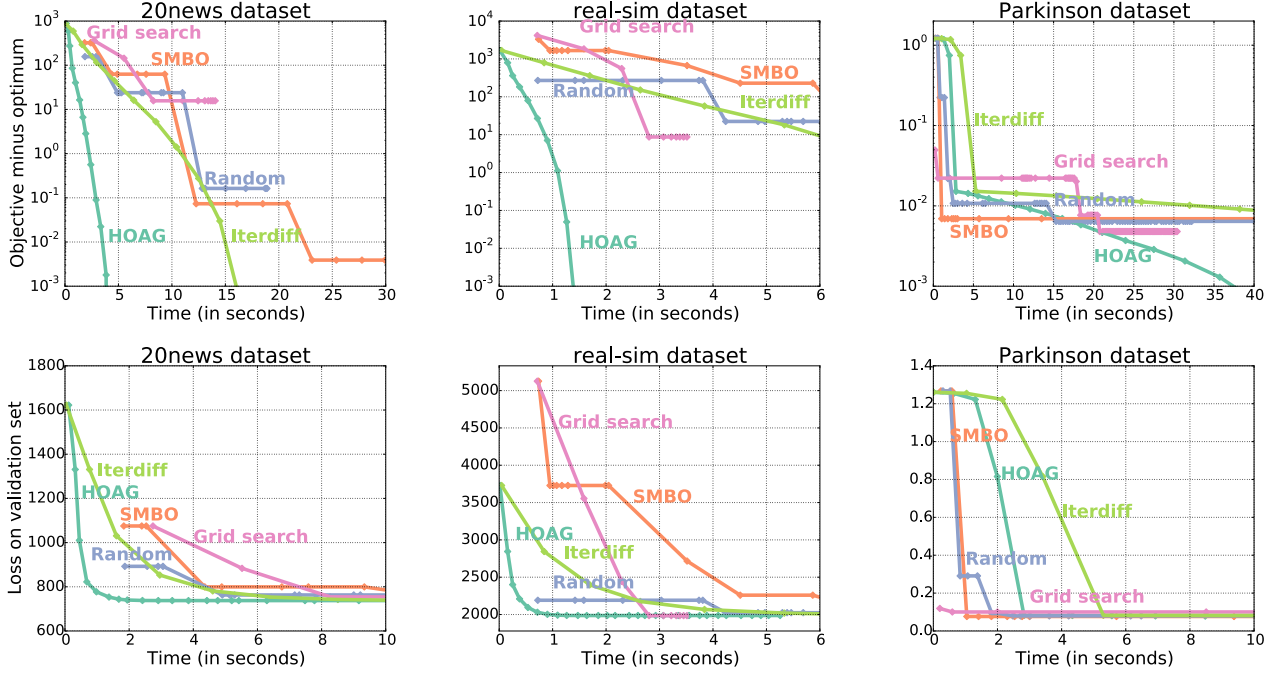 20news dataset
real-sim dataset
Parkinson dataset
Objective minus optimum
10^3
10^2
10^1
10^0
10^-1
10^-2
10^-3
Grid search
SMBO
Random
HOAG
Iterdiff
0 5 10 15 20 25 30
Time (in seconds)
10^4
10^3
10^2
10^1
10^0
10^-1
10^-2
10^-3
Grid search
SMBO
Random
Iterdiff
HOAG
0 1 2 3 4 5 6
Time (in seconds)
10^0
10^-1
10^-2
10^-3
Iterdiff
Grid search
Random
SMBO
HOAG
0 5 10 15 20 25 30 35 40
Time (in seconds)
20news dataset
real-sim dataset
Parkinson dataset
Loss on validation set
1800
1600
1400
1200
1000
800
600
Iterdiff
HOAG
SMBO
Grid search
Random
0 2 4 6 8 10
Time (in seconds)
5000
4500
4000
3500
3000
2500
2000
Grid search
SMBO
HOAG
Iterdiff
Random
0 1 2 3 4 5 6
Time (in seconds)
1.4
1.2
1.0
0.8
0.6
0.4
0.2
0.0
SMBO
HOAG
Iterdiff
Random
Grid search
0 2 4 6 8 10
Time (in seconds)